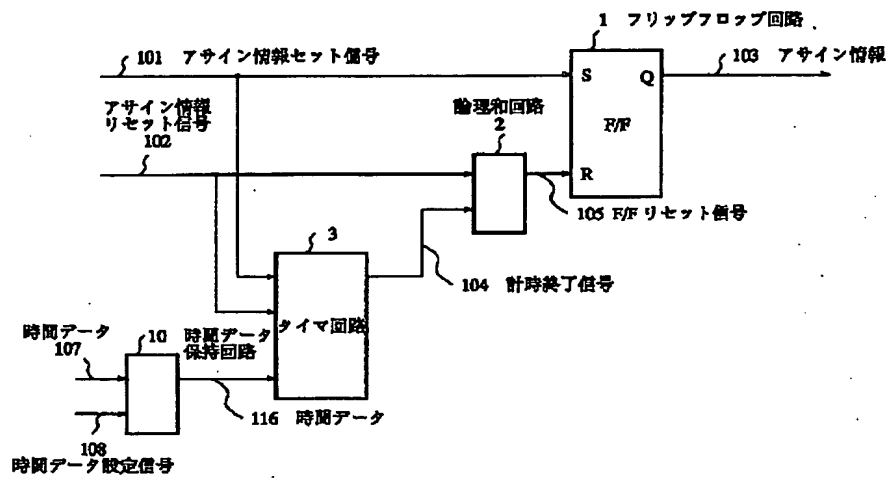 1 フリップフロップ回路
101 アサイン情報セット信号
103 アサイン情報
S
Q
F/F
R
アサイン情報
リセット信号
102
論理和回路
2
105 F/F リセット信号
3
104 計時終了信号
タイマ回路
時間データ
107
10
時間データ
保持回路
116 時間データ
108
時間データ設定信号